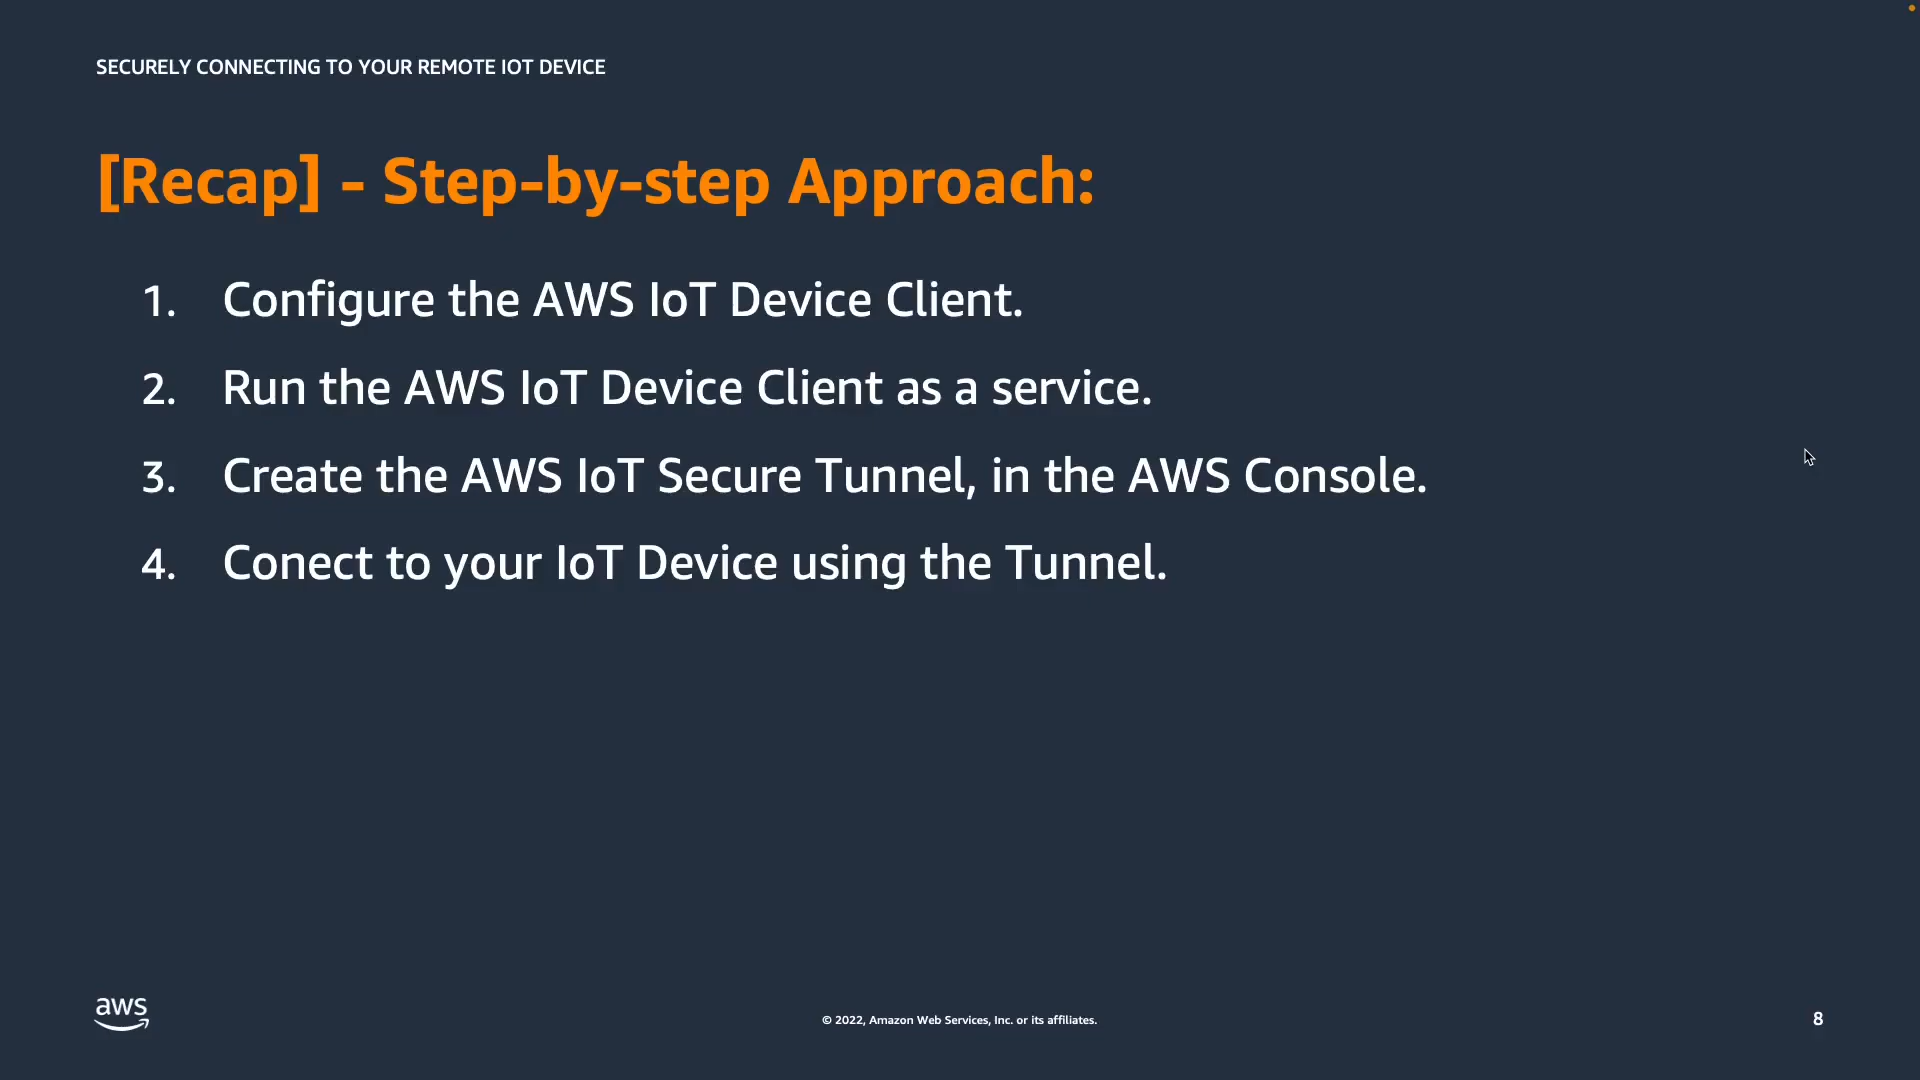 SECURELY CONNECTING TO YOUR REMOTE IOT DEVICE
[Recap] - Step-by-step Approach:
1. Configure the AWS IoT Device Client.
2. Run the AWS IoT Device Client as a service.
3. Create the AWS IoT Secure Tunnel, in the AWS Console.
4. Conect to your IoT Device using the Tunnel.
aws
© 2022, Amazon Web Services, Inc. or its affiliates.
8